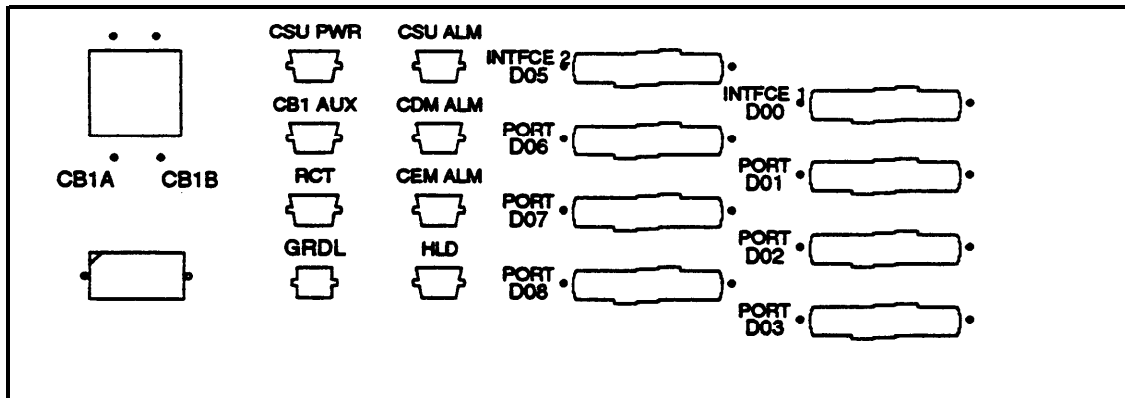 CSU PWR
CSU ALM
INTFCE 2
D05
INTFCE 1
D00
CB1 AUX
CDM ALM
PORT
D06
PORT
D01
CB1A
CB1B
RCT
CEM ALM
PORT
D07
PORT
D02
GRDL
HLD
PORT
D08
PORT
D03